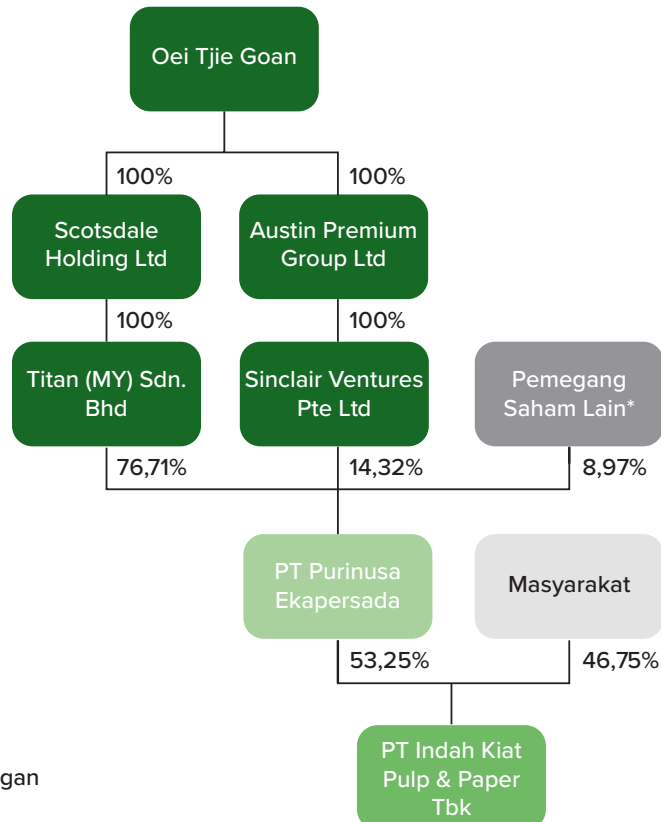 Oei Tjie Goan
100%
100%
Scotsdale
Holding Ltd
Austin Premium
Group Ltd
100%
100%
Titan (MY) Sdn.
Bhd
Sinclair Ventures
Pte Ltd
Pemegang
Saham Lain*
76,71%
14,32%
8,97%
PT Purinusa
Ekapersada
Masyarakat
53,25%
46,75%
PT Indah Kiat
Pulp & Paper
Tbk
gan